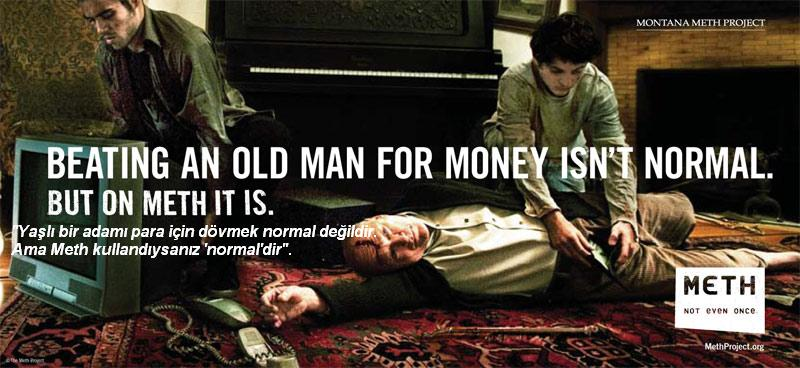 MONTANA METH PROJECT
BEATING AN OLD MAN FOR MONEY ISN'T NORMAL.
BUT ON METH IT IS.
"Yaşlı bir adamı para için dövmek normal değildir.
Ama Meth kullandıysanız 'normal'dir".
METH
NOT EVEN ONCE.
MethProject.org
© The Meth Project